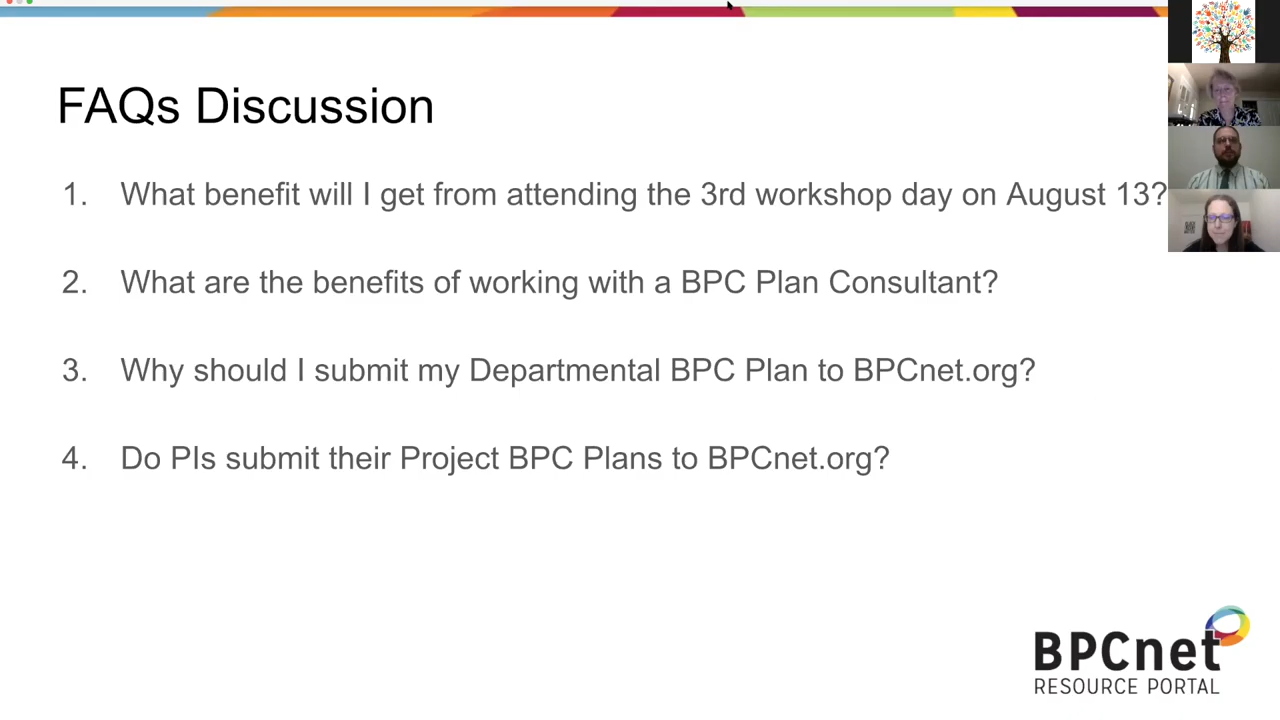 FAQs Discussion
1. What benefit will I get from attending the 3rd workshop day on August 13?
2. What are the benefits of working with a BPC Plan Consultant?
3. Why should I submit my Departmental BPC Plan to BPCnet.org?
4. Do PIs submit their Project BPC Plans to BPCnet.org?
BPCnet
RESOURCE PORTAL